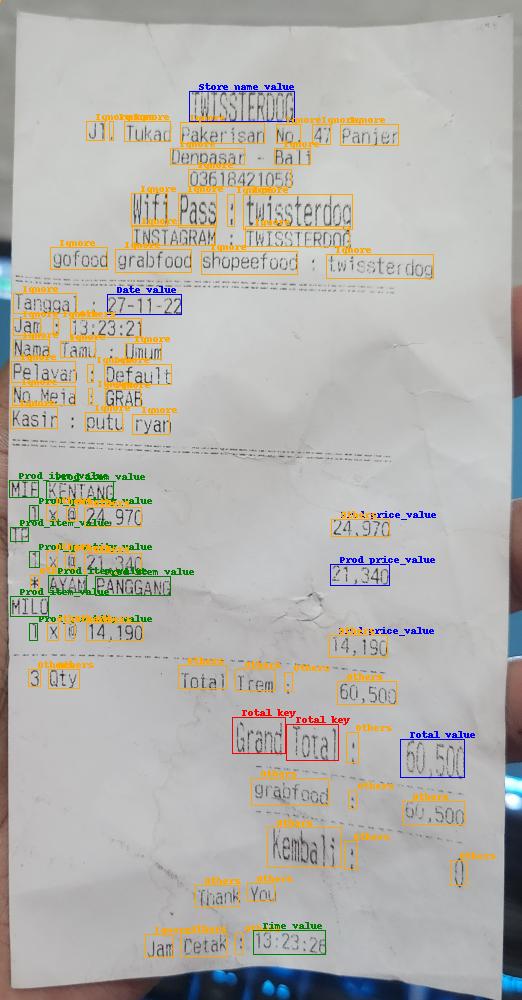 TWISSTERDOG
Jl. Tukad Pakerisan No. 47 Panjer
Denpasar - Bali
03618421058
Wifi Pass : twissterdog
INSTAGRAM : TWISSTERDOG
gofood grabfood shopeefood : twissterdog
Tanggal : 27-11-22
Jam : 13:23:21
Nama Tamu : Umum
Pelayan : Default
No.Meja : GRAB
Kasir : putu ryan
MIE KENTANG
1 x @ 24,970 24,970
TP
1 x @ 21,340 21,340
* AYAM PANGGANG
MILO
1 x @ 14,190 14,190
3 Qty Total Item : 60,500
Grand Total : 60,500
grabfood : 60,500
Kembali : 0
Thank You
Jam Cetak : 13:23:26